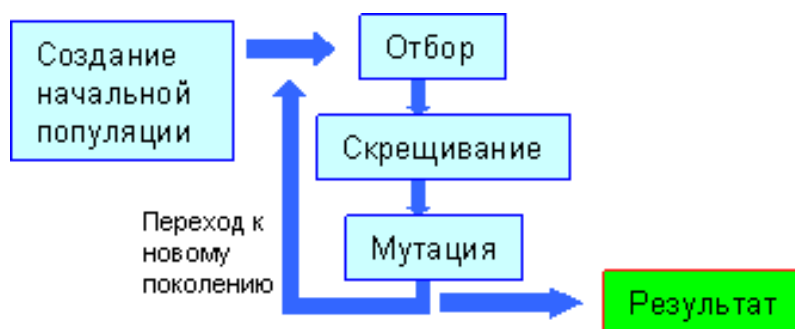 Создание
начальной
популяции
Отбор
Скрещивание
Мутация
Переход к
новому
поколению
Результат